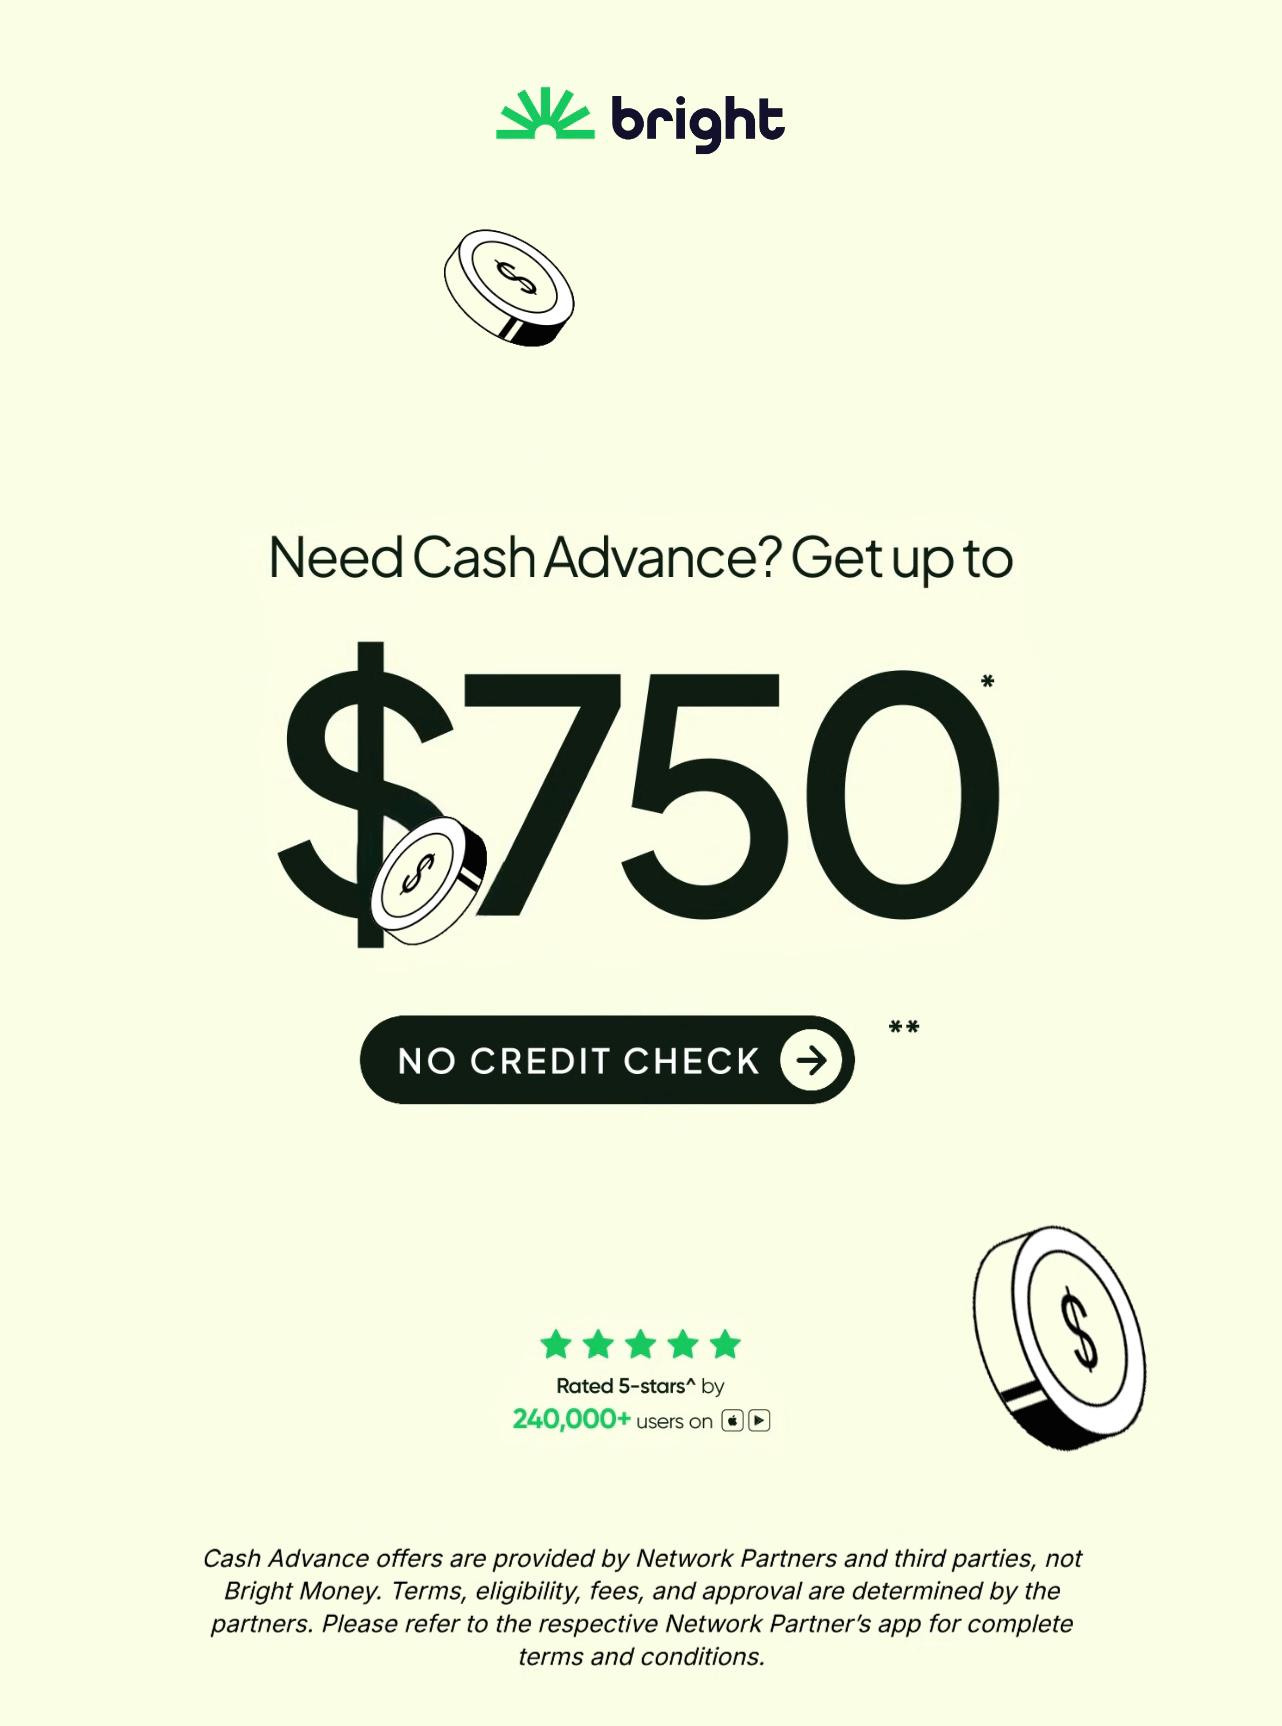 bright
Need Cash Advance? Get up to
$750*
NO CREDIT CHECK **
Rated 5-stars^ by
240,000+ users on
Cash Advance offers are provided by Network Partners and third parties, not
Bright Money. Terms, eligibility, fees, and approval are determined by the
partners. Please refer to the respective Network Partner’s app for complete
terms and conditions.